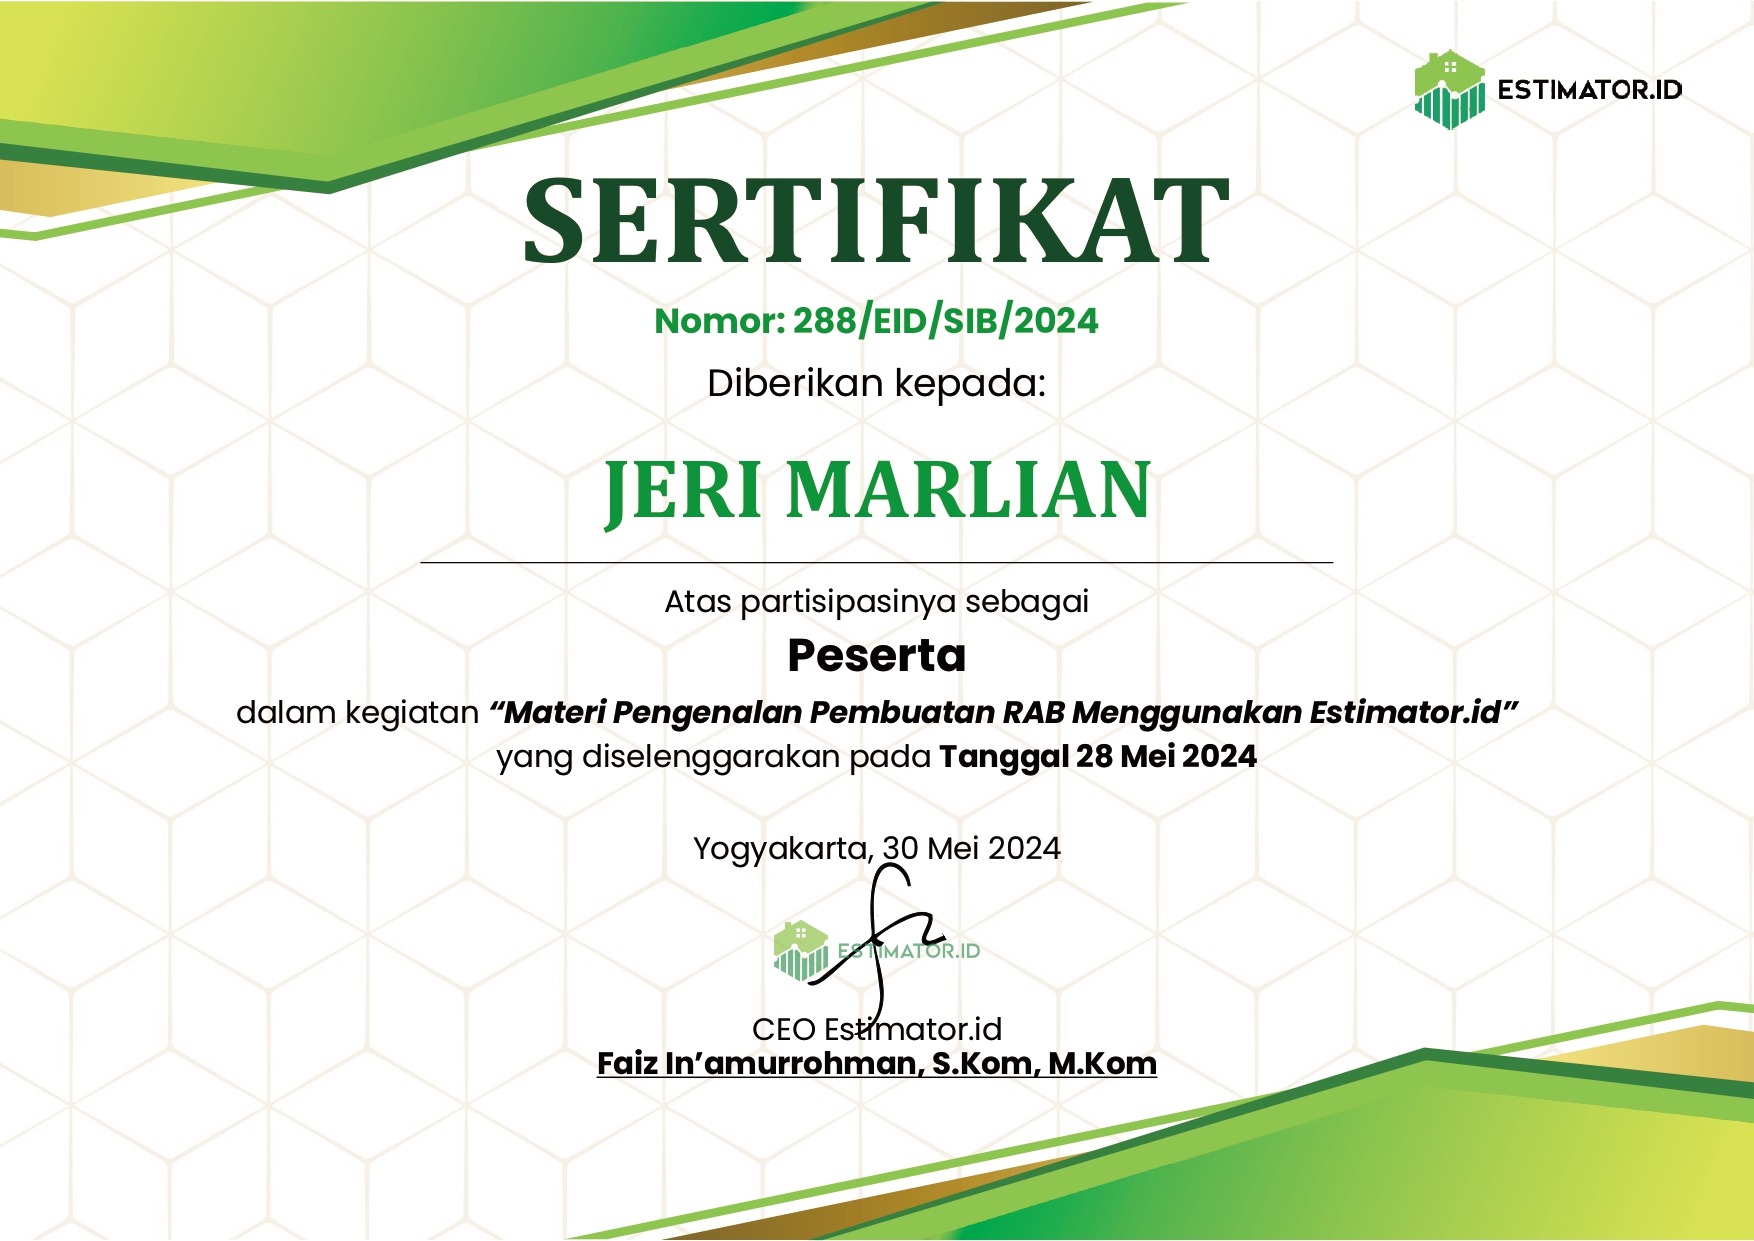 ESTIMATOR.ID
SERTIFIKAT
Nomor: 288/EID/SIB/2024
Diberikan kepada:
JERI MARLIAN
Atas partisipasinya sebagai
Peserta
dalam kegiatan “Materi Pengenalan Pembuatan RAB Menggunakan Estimator.id”
yang diselenggarakan pada Tanggal 28 Mei 2024
Yogyakarta, 30 Mei 2024
ESTIMATOR.ID
CEO Estimator.id
Faiz In’amurrohman, S.Kom, M.Kom